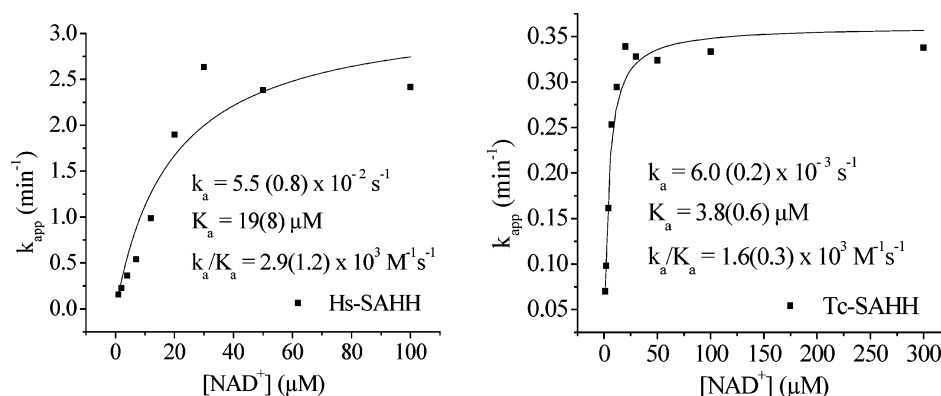 3.0
2.5
2.0
1.5
1.0
0.5
0.0
k_app (min⁻¹)
k_a = 5.5 (0.8) x 10⁻² s⁻¹
K_a = 19(8) μM
k_a/K_a = 2.9(1.2) x 10³ M⁻¹s⁻¹
Hs-SAHH
0 20 40 60 80 100
[NAD⁺] (μM)
0.35
0.30
0.25
0.20
0.15
0.10
0.05
k_app (min⁻¹)
k_a = 6.0 (0.2) x 10⁻³ s⁻¹
K_a = 3.8(0.6) μM
k_a/K_a = 1.6(0.3) x 10³ M⁻¹s⁻¹
Tc-SAHH
0 50 100 150 200 250 300
[NAD⁺] (μM)